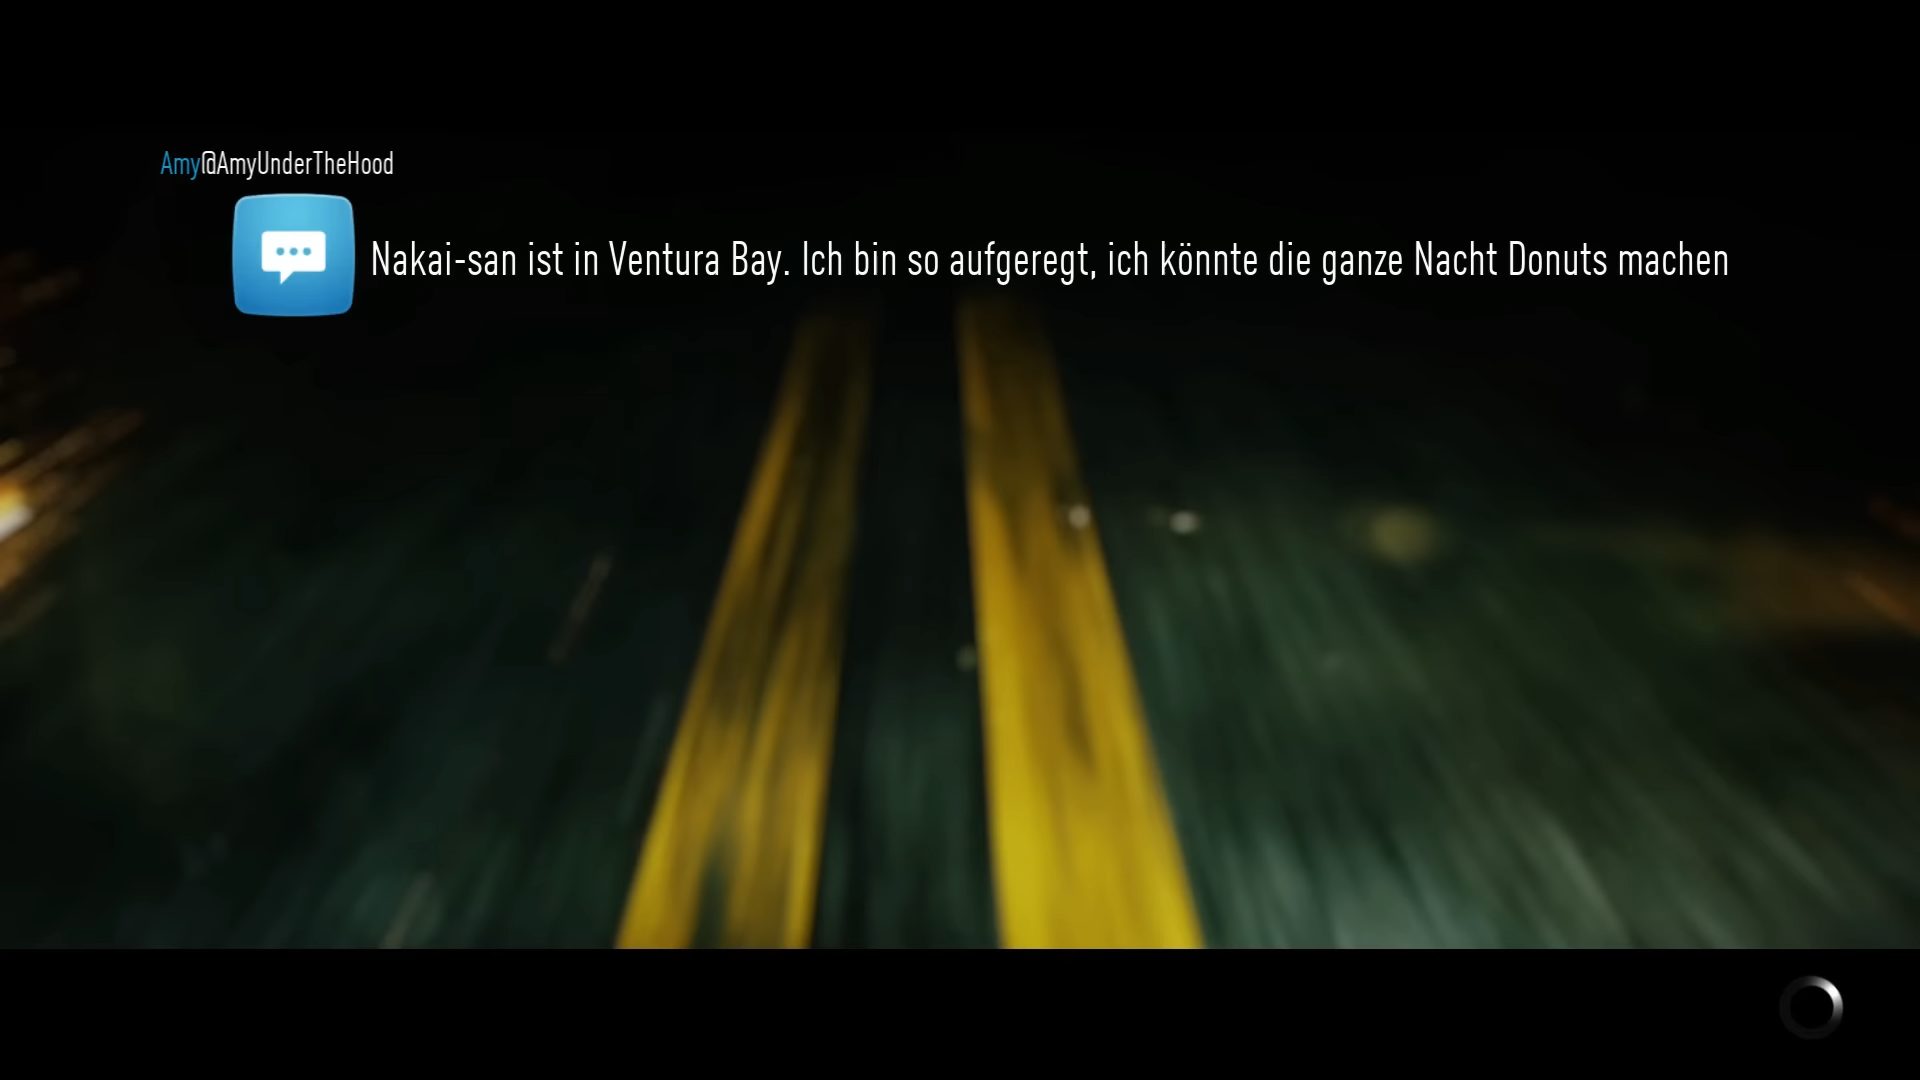 Amy@AmyUnderTheHood
Nakai-san ist in Ventura Bay. Ich bin so aufgeregt, ich könnte die ganze Nacht Donuts machen